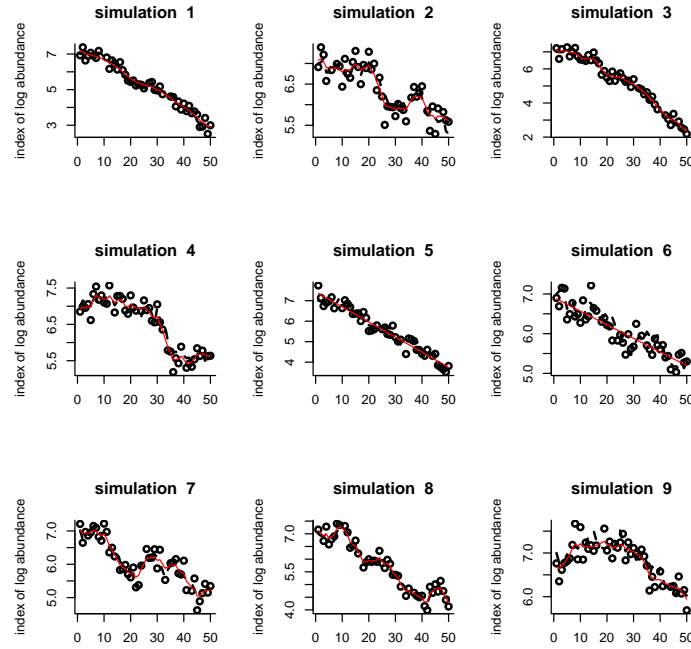 simulation 1
simulation 2
simulation 3
index of log abundance
7
5
3
0 10 20 30 40 50
index of log abundance
6.5
5.5
0 10 20 30 40 50
index of log abundance
6
4
2
0 10 20 30 40 50
simulation 4
simulation 5
simulation 6
index of log abundance
7.5
6.5
5.5
0 10 20 30 40 50
index of log abundance
7
6
5
4
0 10 20 30 40 50
index of log abundance
7.0
6.0
5.0
0 10 20 30 40 50
simulation 7
simulation 8
simulation 9
index of log abundance
7.0
6.0
5.0
0 10 20 30 40 50
index of log abundance
7.0
5.5
4.0
0 10 20 30 40 50
index of log abundance
7.0
6.0
0 10 20 30 40 50